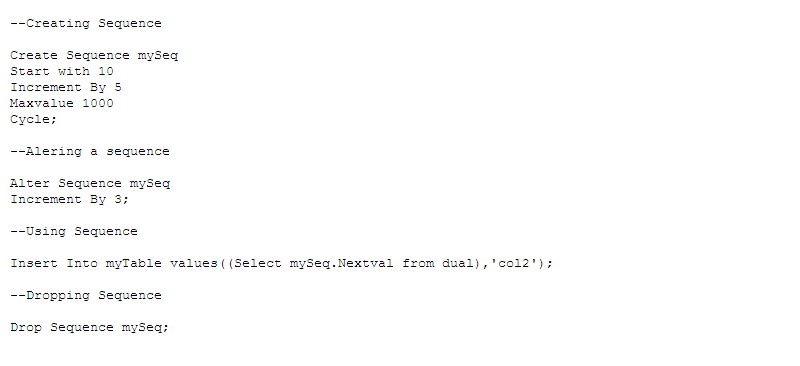 --Creating Sequence
Create Sequence mySeq
Start with 10
Increment By 5
Maxvalue 1000
Cycle;
--Alering a sequence
Alter Sequence mySeq
Increment By 3;
--Using Sequence
Insert Into myTable values((Select mySeq.Nextval from dual),'col2');
--Dropping Sequence
Drop Sequence mySeq;